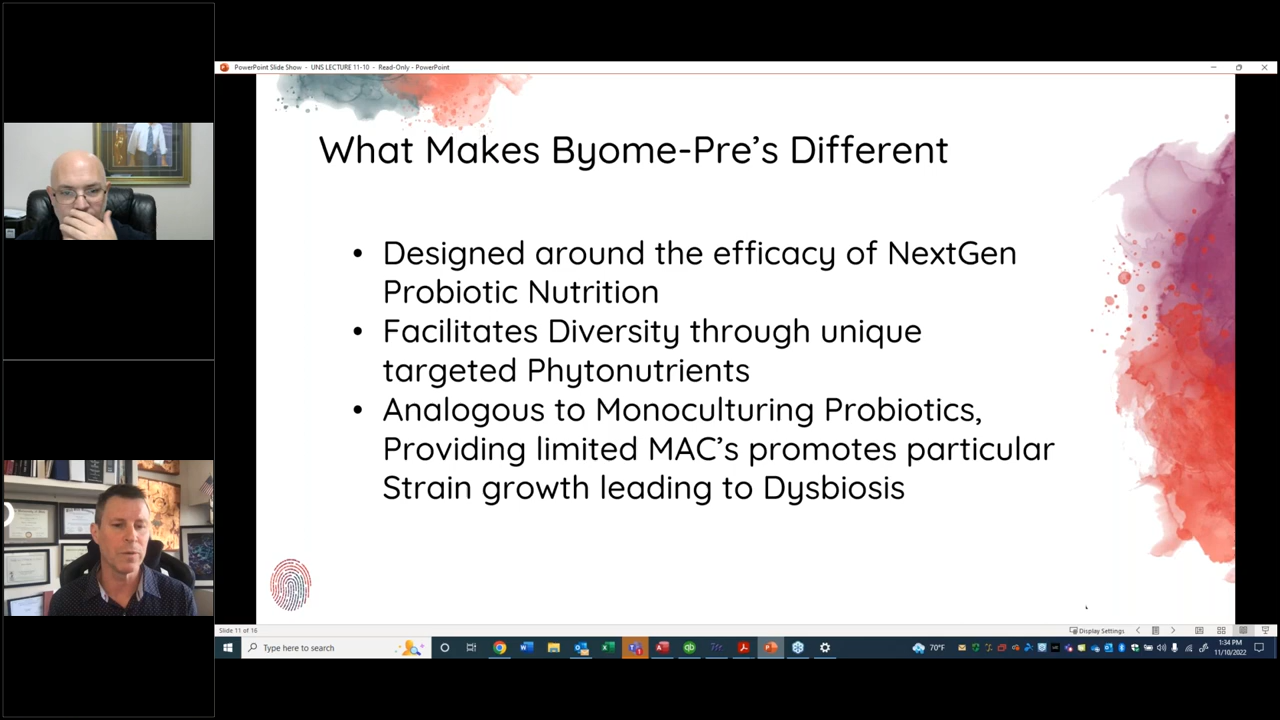 PowerPoint Slide Show - UNS LECTURE 11-10 - Read-Only - PowerPoint
What Makes Byome-Pre's Different
• Designed around the efficacy of NextGen
Probiotic Nutrition
• Facilitates Diversity through unique
targeted Phytonutrients
• Analogous to Monoculturing Probiotics,
Providing limited MAC's promotes particular
Strain growth leading to Dysbiosis
Slide 11 of 16
Display Settings
Type here to search
70°F
1:34 PM
11/10/2022